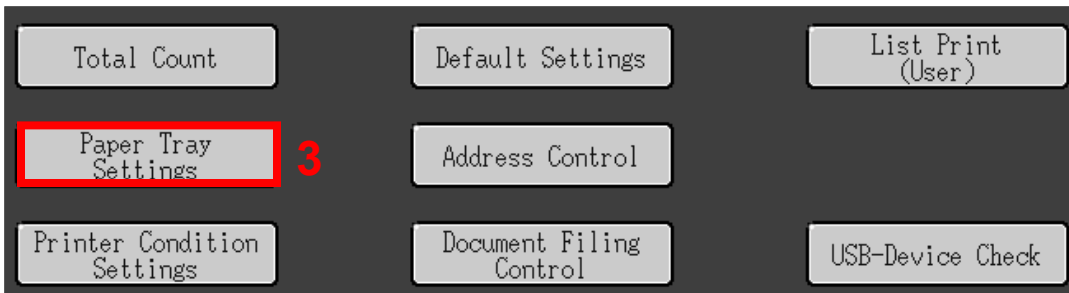 Total Count
Default Settings
List Print
(User)
Paper Tray
Settings
3
Address Control
Printer Condition
Settings
Document Filing
Control
USB-Device Check